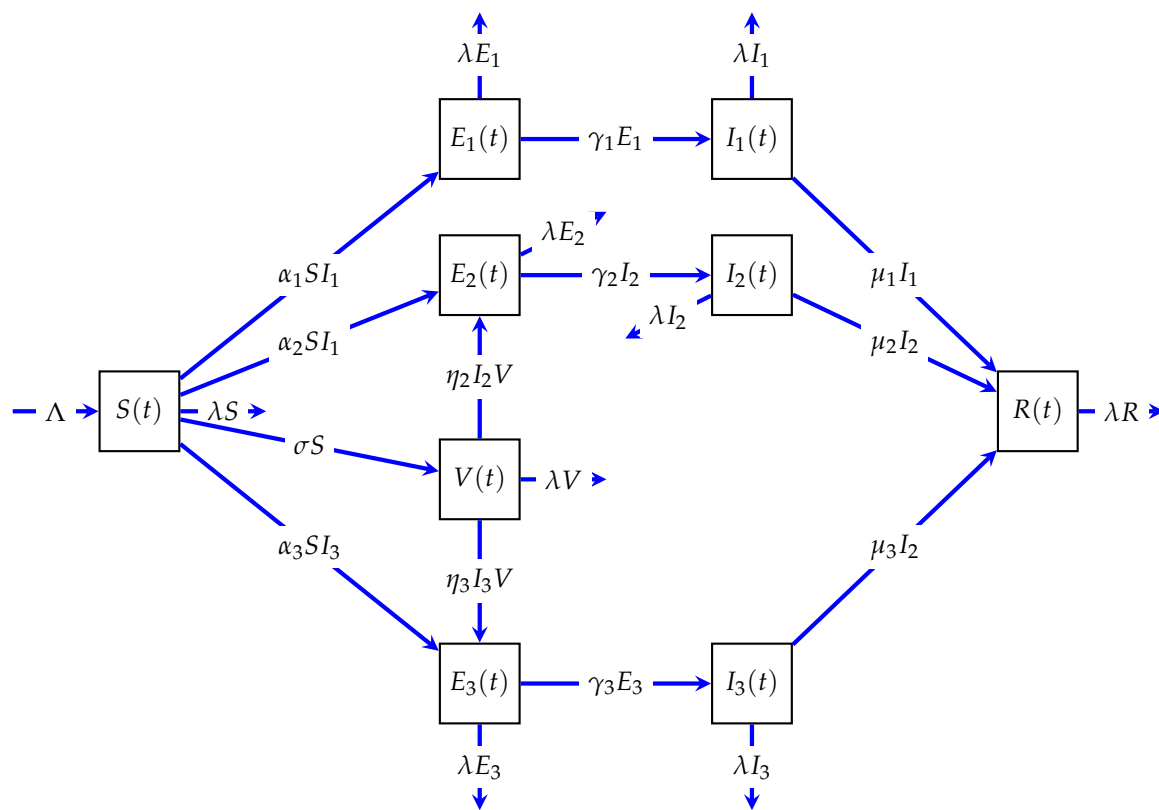 λE₁
λI₁
E₁(t)
γ₁E₁
I₁(t)
λE₂
α₁SI₁
E₂(t)
γ₂I₂
I₂(t)
μ₁I₁
λI₂
α₂SI₁
μ₂I₂
η₂I₂V
Λ
S(t)
λS
R(t)
λR
σS
V(t)
λV
α₃SI₃
μ₃I₂
η₃I₃V
E₃(t)
γ₃E₃
I₃(t)
λE₃
λI₃